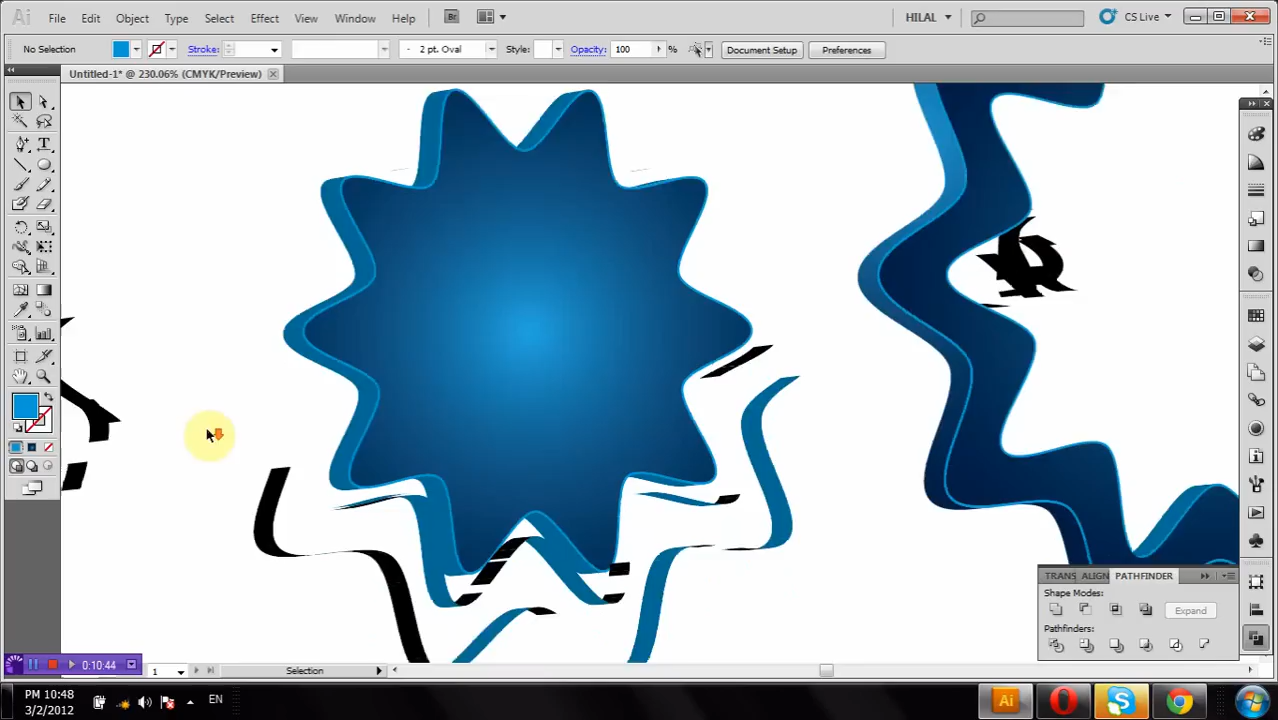 Ai File Edit Object Type Select Effect View Window Help Br HILAL CS Live
No Selection Stroke: - 2 pt. Oval Style: Opacity: 100 % Document Setup Preferences
Untitled-1* @ 230.06% (CMYK/Preview)
TRANS ALIGN PATHFINDER
Shape Modes:
Expand
Pathfinders:
0:10:44 1 Selection
PM 10:48
3/2/2012
EN
Ai